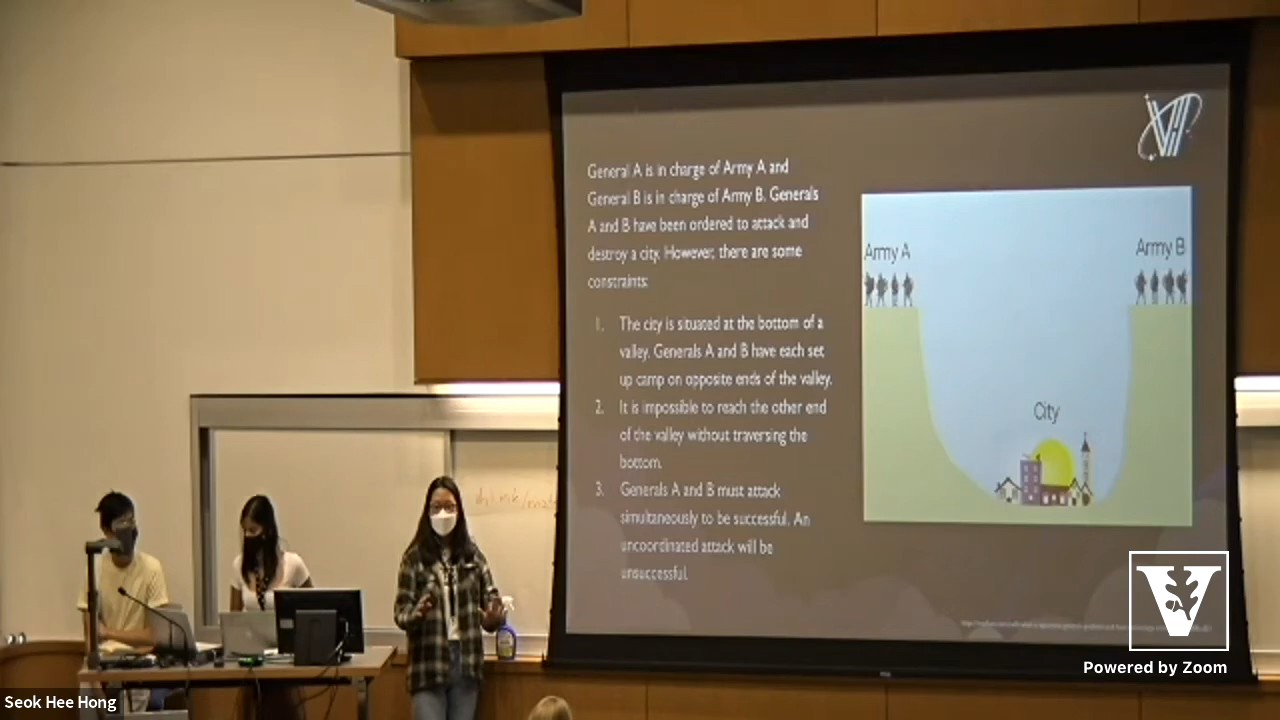 General A is in charge of Army A and
General B is in charge of Army B. Generals
A and B have been ordered to attack and
destroy a city. However, there are some
constraints:
1. The city is situated at the bottom of a
valley. Generals A and B have each set
up camp on opposite ends of the valley.
2. It is impossible to reach the other end
of the valley without traversing the
bottom.
3. Generals A and B must attack
simultaneously to be successful. An
uncoordinated attack will be
unsuccessful.
Army A
Army B
City
V
Powered by Zoom
Seok Hee Hong